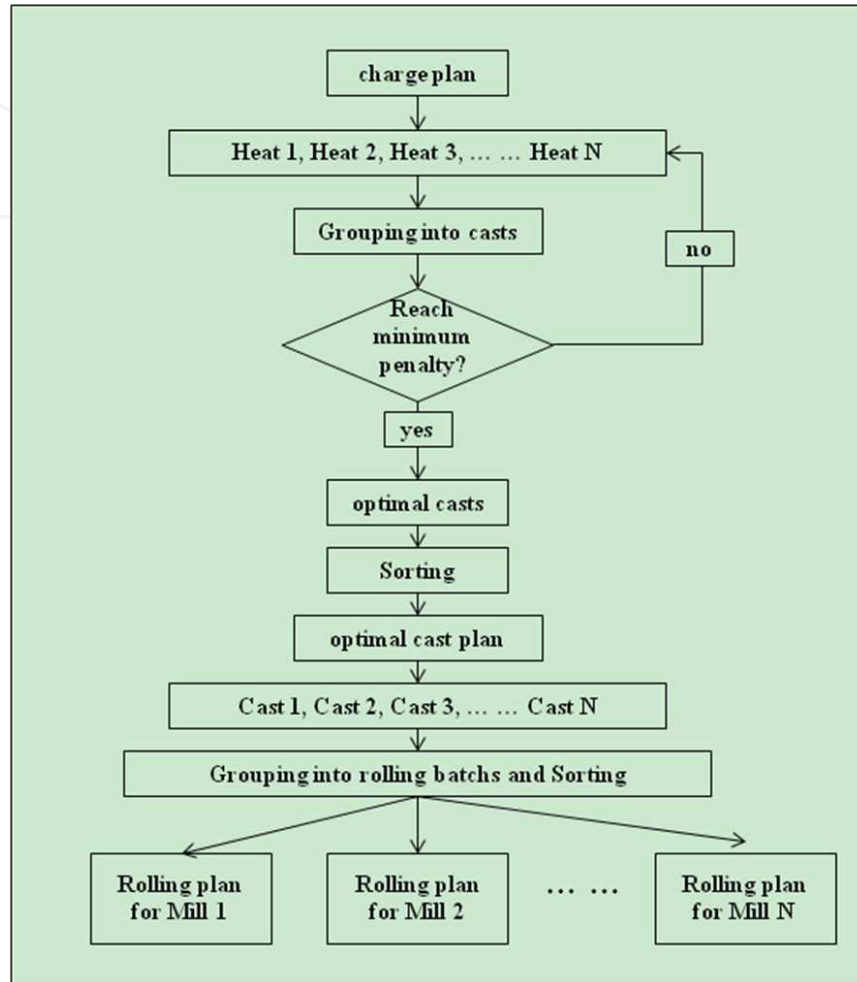 charge plan
Heat 1, Heat 2, Heat 3, ... ... Heat N
Grouping into casts
no
Reach
minimum
penalty?
yes
optimal casts
Sorting
optimal cast plan
Cast 1, Cast 2, Cast 3, ... ... Cast N
Grouping into rolling batchs and Sorting
Rolling plan
for Mill 1
Rolling plan
for Mill 2
... ...
Rolling plan
for Mill N